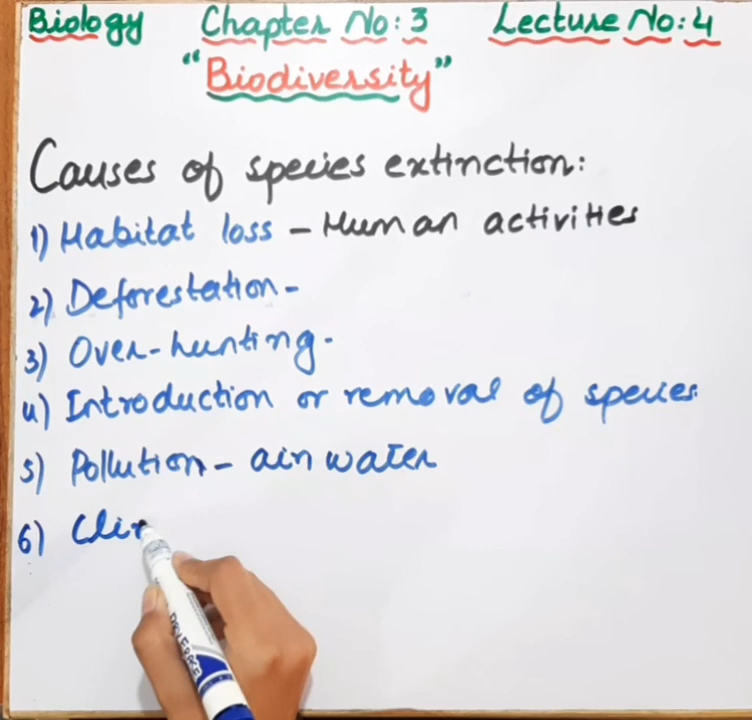 Biology Chapter No: 3 Lecture No: 4
"Biodiversity"
Causes of species extinction:
1) Habitat loss - Human activities
2) Deforestation -
3) Over-hunting.
4) Introduction or removal of species
5) Pollution - air water
6) Cli